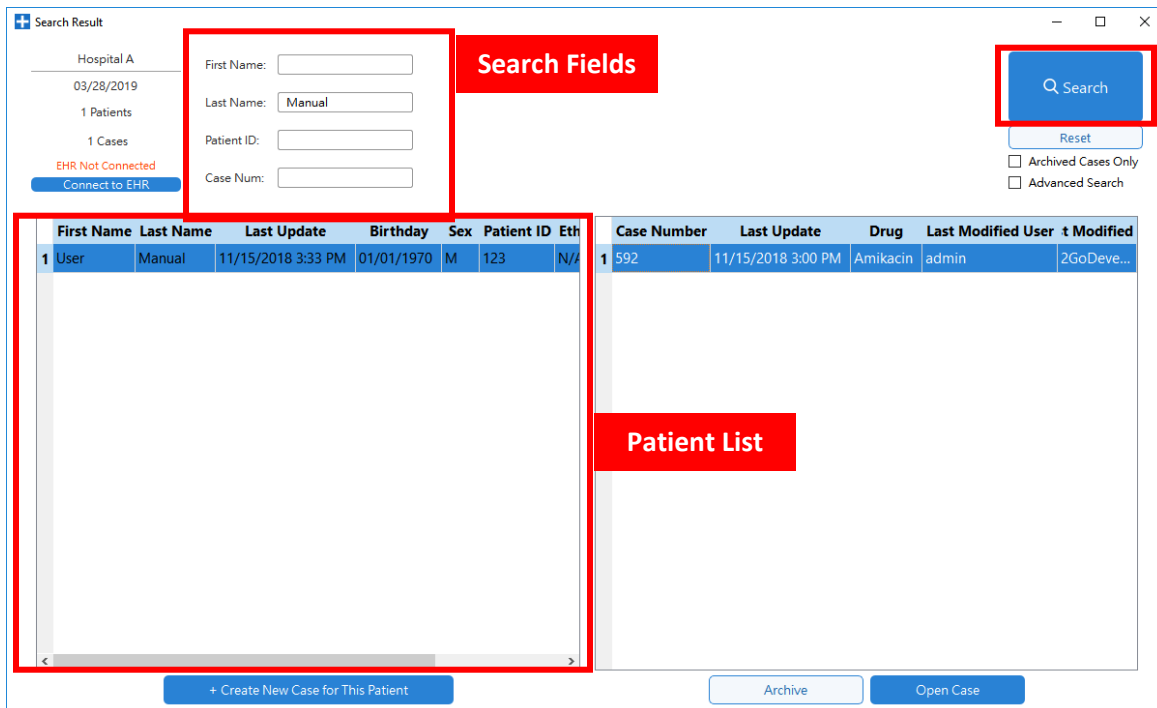 Search Result
Hospital A
03/28/2019
1 Patients
1 Cases
EHR Not Connected
Connect to EHR
First Name:
Last Name: Manual
Patient ID:
Case Num:
Search Fields
Search
Reset
Archived Cases Only
Advanced Search
First Name Last Name Last Update Birthday Sex Patient ID Eth
1 User Manual 11/15/2018 3:33 PM 01/01/1970 M 123 N/A
Case Number Last Update Drug Last Modified User t Modified
1 592 11/15/2018 3:00 PM Amikacin admin 2GoDeve...
Patient List
+ Create New Case for This Patient
Archive
Open Case